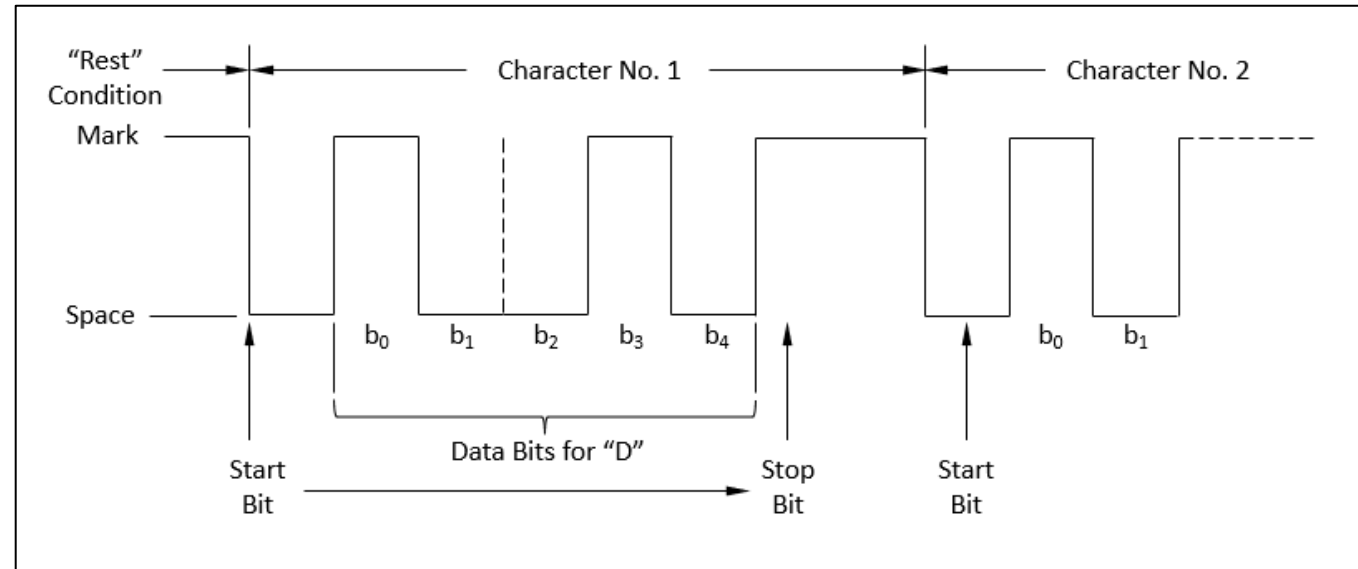 “Rest”
Condition
Character No. 1
Character No. 2
Mark
Space
b₀ b₁ b₂ b₃ b₄ b₀ b₁
Data Bits for “D”
Start
Bit
Stop
Bit
Start
Bit